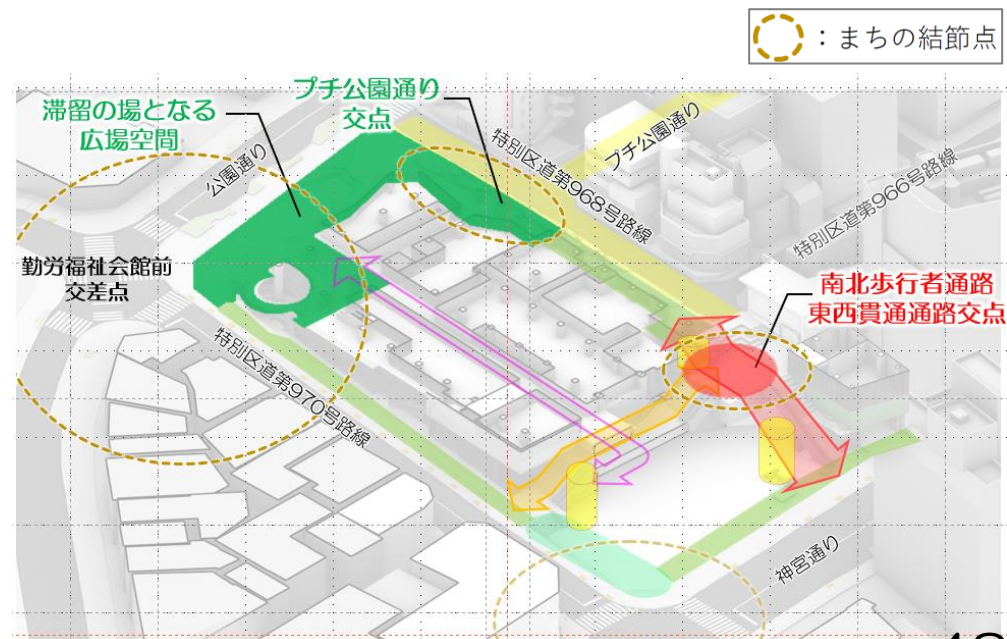 ：まちの結節点
プチ公園通り
交点
滞留の場となる
広場空間
公園通り
特別区道第968号路線
プチ公園通り
特別区道第966号路線
勤労福祉会館前
交差点
南北歩行者通路
東西貫通通路交点
特別区道第970号路線
神宮通り